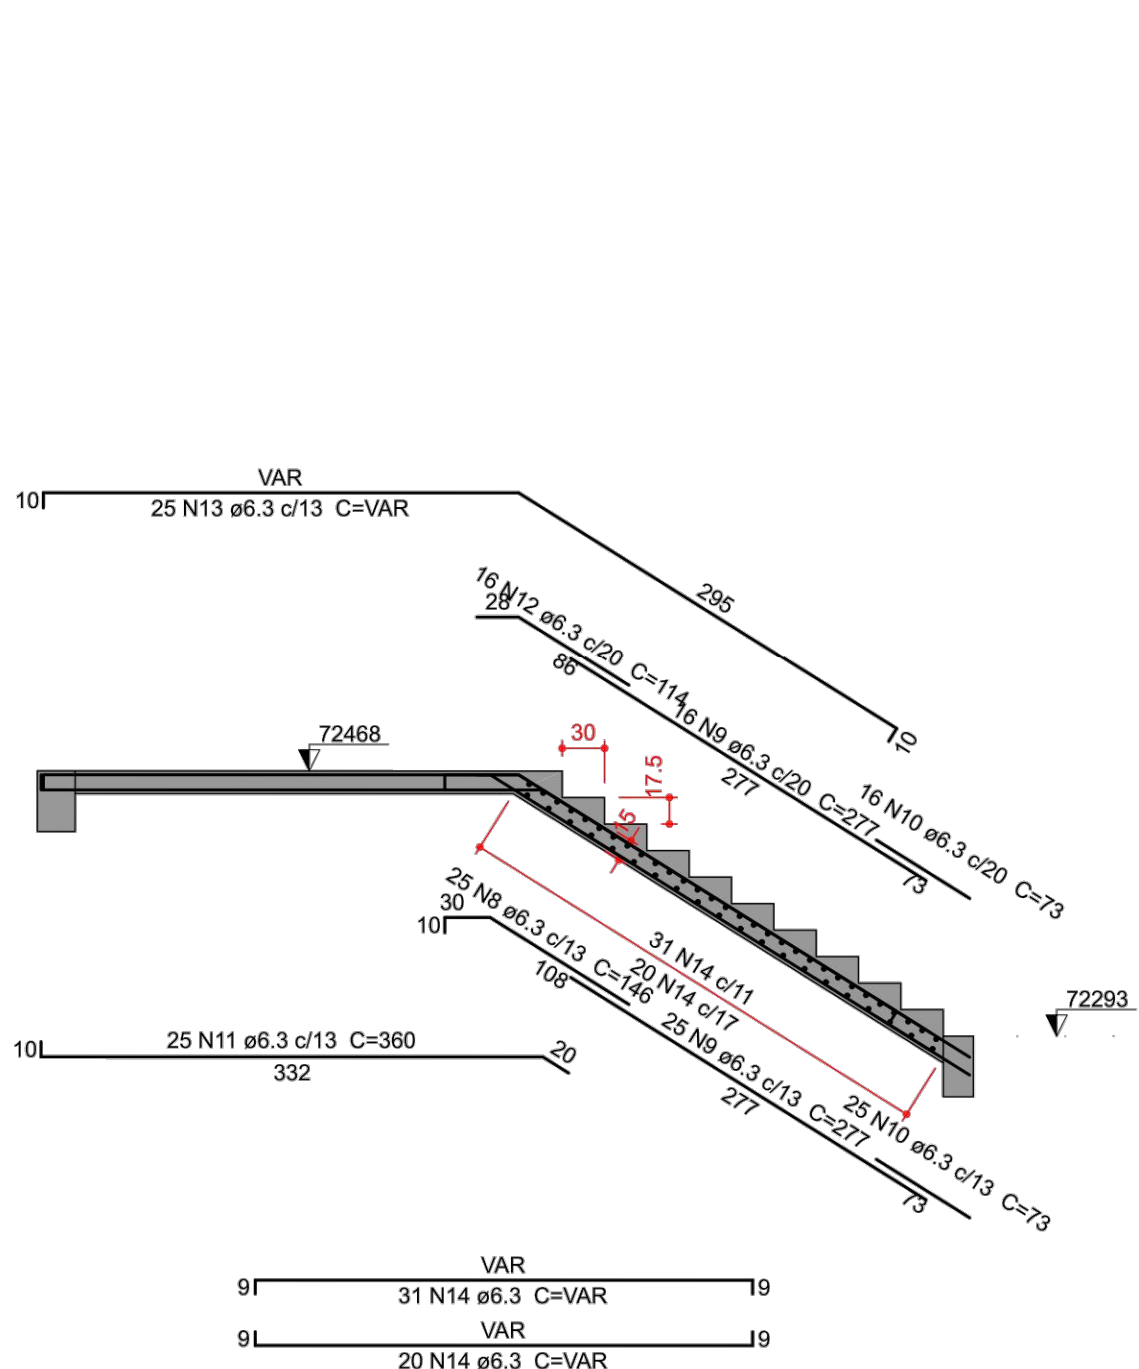 VAR
10
25 N13 ø6.3 c/13 C=VAR
295
10
16 N12 ø6.3 c/20 C=114
28
86
16 N9 ø6.3 c/20 C=277
277
16 N10 ø6.3 c/20 C=73
73
72468
30
17.5
15
25 N8 ø6.3 c/13 C=146
30
10
108
31 N14 c/11
20 N14 c/17
72293
25 N9 ø6.3 c/13 C=277
277
25 N10 ø6.3 c/13 C=73
73
10
25 N11 ø6.3 c/13 C=360
20
332
VAR
9
9
31 N14 ø6.3 C=VAR
VAR
9
9
20 N14 ø6.3 C=VAR